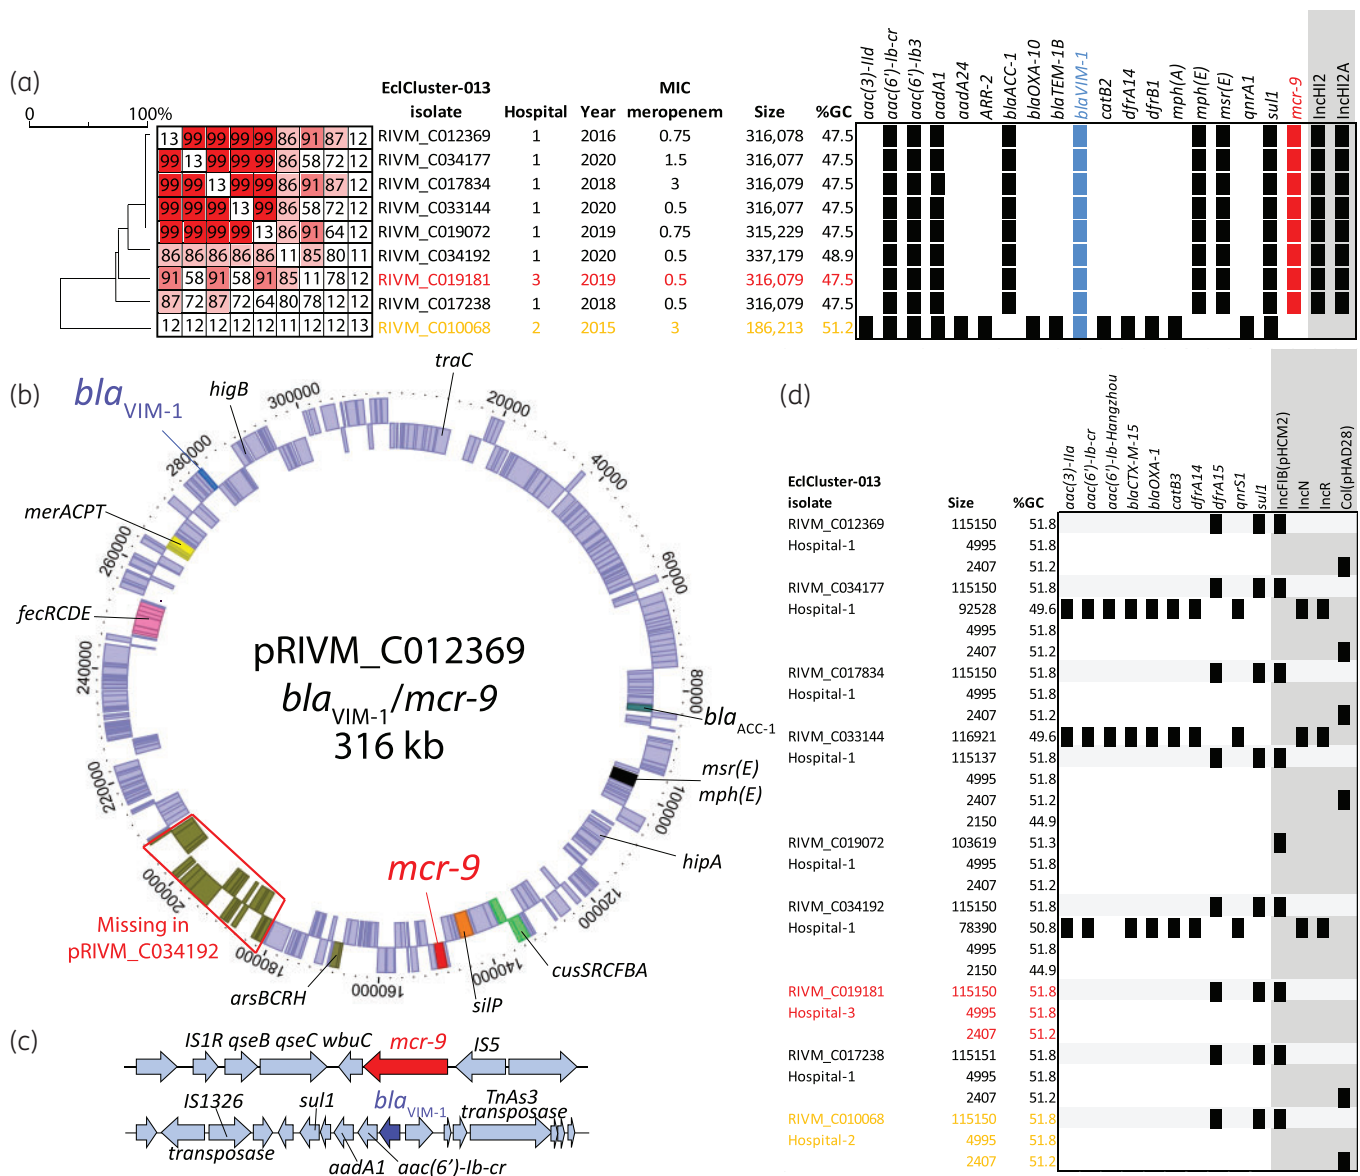 (a)
0 100%
EclCluster-013 MIC
isolate Hospital Year meropenem Size %GC
aac(3)-IId aac(6')-Ib-cr aac(6')-Ib3 aadA1 aadA24 ARR-2 blaACC-1 blaOXA-10 blaTEM-1B blaVIM-1 catB2 dfrA14 dfrB1 mph(A) mph(E) msr(E) qnrA1 sul1 mcr-9 IncHI2 IncHI2A
13 99 99 99 99 86 91 87 12 RIVM_C012369 1 2016 0.75 316,078 47.5
99 13 99 99 99 86 58 72 12 RIVM_C034177 1 2020 1.5 316,077 47.5
99 99 13 99 99 86 91 87 12 RIVM_C017834 1 2018 3 316,079 47.5
99 99 99 13 99 86 58 72 12 RIVM_C033144 1 2020 0.5 316,077 47.5
99 99 99 99 13 86 91 64 12 RIVM_C019072 1 2019 0.75 315,229 47.5
86 86 86 86 86 11 85 80 11 RIVM_C034192 1 2020 0.5 337,179 48.9
91 58 91 58 91 85 11 78 12 RIVM_C019181 3 2019 0.5 316,079 47.5
87 72 87 72 64 80 78 12 12 RIVM_C017238 1 2018 0.5 316,079 47.5
12 12 12 12 12 11 12 12 13 RIVM_C010068 2 2015 3 186,213 51.2
(b)
blaVIM-1
higB
traC
merACPT
fecRCDE
300000
20000
40000
60000
80000
100000
120000
140000
160000
180000
200000
220000
240000
260000
280000
pRIVM_C012369
blaVIM-1/mcr-9
316 kb
blaACC-1
msr(E)
mph(E)
hipA
mcr-9
Missing in
pRIVM_C034192
arsBCRH
silP
cusSRCFBA
(c)
IS1R qseB qseC wbuC mcr-9 IS5
IS1326 sul1 blaVIM-1 TnAs3
transposase
transposase aadA1 aac(6')-Ib-cr
(d)
aac(3)-IIa aac(6')-Ib-cr aac(6')-Ib-Hangzhou blaCTX-M-15 blaOXA-1 catB3 dfrA14 dfrA15 qnrS1 sul1 IncFIB(pHCM2) IncN IncR Col(pHAD28)
EclCluster-013
isolate Size %GC
RIVM_C012369 115150 51.8
Hospital-1 4995 51.8
2407 51.2
RIVM_C034177 115150 51.8
Hospital-1 92528 49.6
4995 51.8
2407 51.2
RIVM_C017834 115150 51.8
Hospital-1 4995 51.8
2407 51.2
RIVM_C033144 116921 49.6
Hospital-1 115137 51.8
4995 51.8
2407 51.2
2150 44.9
RIVM_C019072 103619 51.3
Hospital-1 4995 51.8
2407 51.2
RIVM_C034192 115150 51.8
Hospital-1 78390 50.8
4995 51.8
2150 44.9
RIVM_C019181 115150 51.8
Hospital-3 4995 51.8
2407 51.2
RIVM_C017238 115151 51.8
Hospital-1 4995 51.8
2407 51.2
RIVM_C010068 115150 51.8
Hospital-2 4995 51.8
2407 51.2